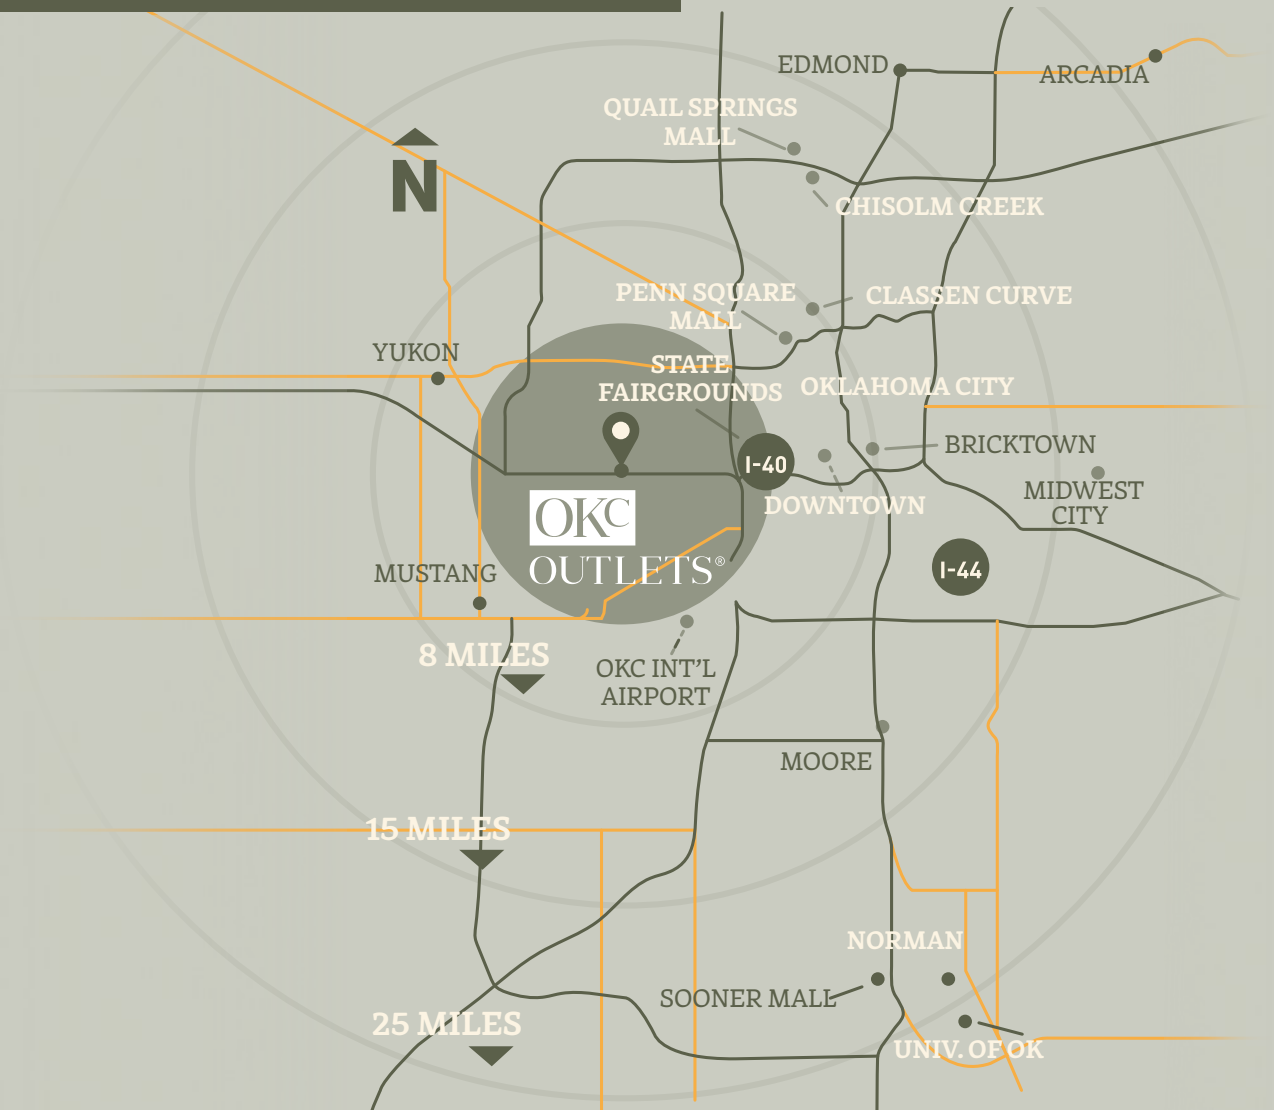 EDMOND
ARCADIA
QUAIL SPRINGS
MALL
N
CHISOLM CREEK
PENN SQUARE
MALL
CLASSEN CURVE
YUKON
STATE
FAIRGROUNDS
OKLAHOMA CITY
BRICKTOWN
I-40
MIDWEST
CITY
DOWNTOWN
OKC
OUTLETS®
I-44
MUSTANG
8 MILES
OKC INT'L
AIRPORT
MOORE
15 MILES
NORMAN
SOONER MALL
25 MILES
UNIV. OF OK